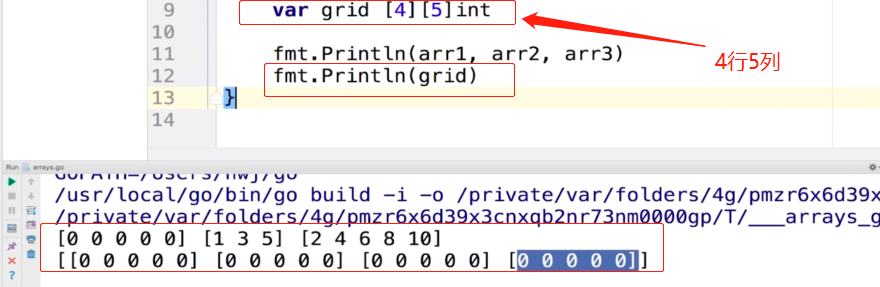 9 var grid [4][5]int
10
11 fmt.Println(arr1, arr2, arr3)
4行5列
12 fmt.Println(grid)
13 }
14
Run arrays.go
GOPATH=/Users/nwj/go
/usr/local/go/bin/go build -i -o /private/var/folders/4g/pmzr6x6d39x
/private/var/folders/4g/pmzr6x6d39x3cnxqb2nr73nm0000gp/T/___arrays_g
[0 0 0 0 0] [1 3 5] [2 4 6 8 10]
[[0 0 0 0 0] [0 0 0 0 0] [0 0 0 0 0] [0 0 0 0 0]]